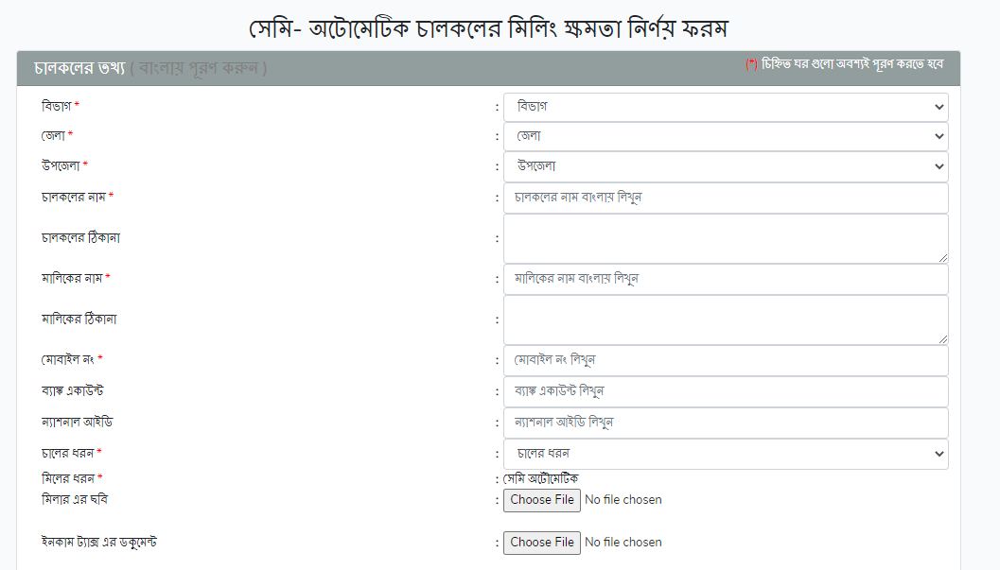 সেমি- অটোমেটিক চালকলের মিলিং ক্ষমতা নির্ণয় ফরম
চালকলের তথ্য ( বাংলায় পূরণ করুন ) (*) চিহ্নিত ঘর গুলো অবশ্যই পূরণ করতে হবে
বিভাগ * : বিভাগ
জেলা * : জেলা
উপজেলা * : উপজেলা
চালকলের নাম * : চালকলের নাম বাংলায় লিখুন
চালকলের ঠিকানা :
মালিকের নাম * : মালিকের নাম বাংলায় লিখুন
মালিকের ঠিকানা :
মোবাইল নং * : মোবাইল নং লিখুন
ব্যাঙ্ক একাউন্ট : ব্যাঙ্ক একাউন্ট লিখুন
ন্যাশনাল আইডি : ন্যাশনাল আইডি লিখুন
চালের ধরন * : চালের ধরন
মিলের ধরন * : সেমি অটৌমেটিক
মিলার এর ছবি : Choose File No file chosen
ইনকাম ট্যাক্স এর ডকুমেন্ট : Choose File No file chosen